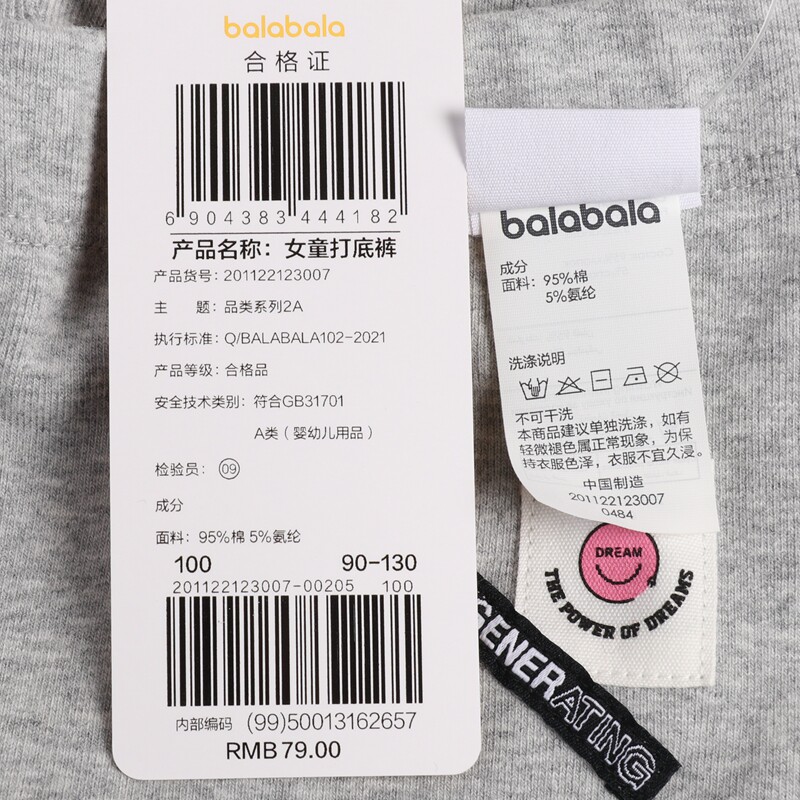 balabala
合格证
6 904383 444182
产品名称：女童打底裤
产品货号：201122123007
主　题：品类系列2A
执行标准：Q/BALABALA102-2021
产品等级：合格品
安全技术类别：符合GB31701
A类（婴幼儿用品）
检验员：09
成分
面料：95%棉 5%氨纶
100 90-130
201122123007-00205 100
内部编码 (99)50013162657
RMB 79.00
balabala
成分
面料：95%棉
5%氨纶
洗涤说明
不可干洗
本商品建议单独洗涤，如有
轻微褪色属正常现象，为保
持衣服色泽，衣服不宜久浸。
中国制造
201122123007
0484
DREAM
THE POWER OF DREAMS
GENERATING